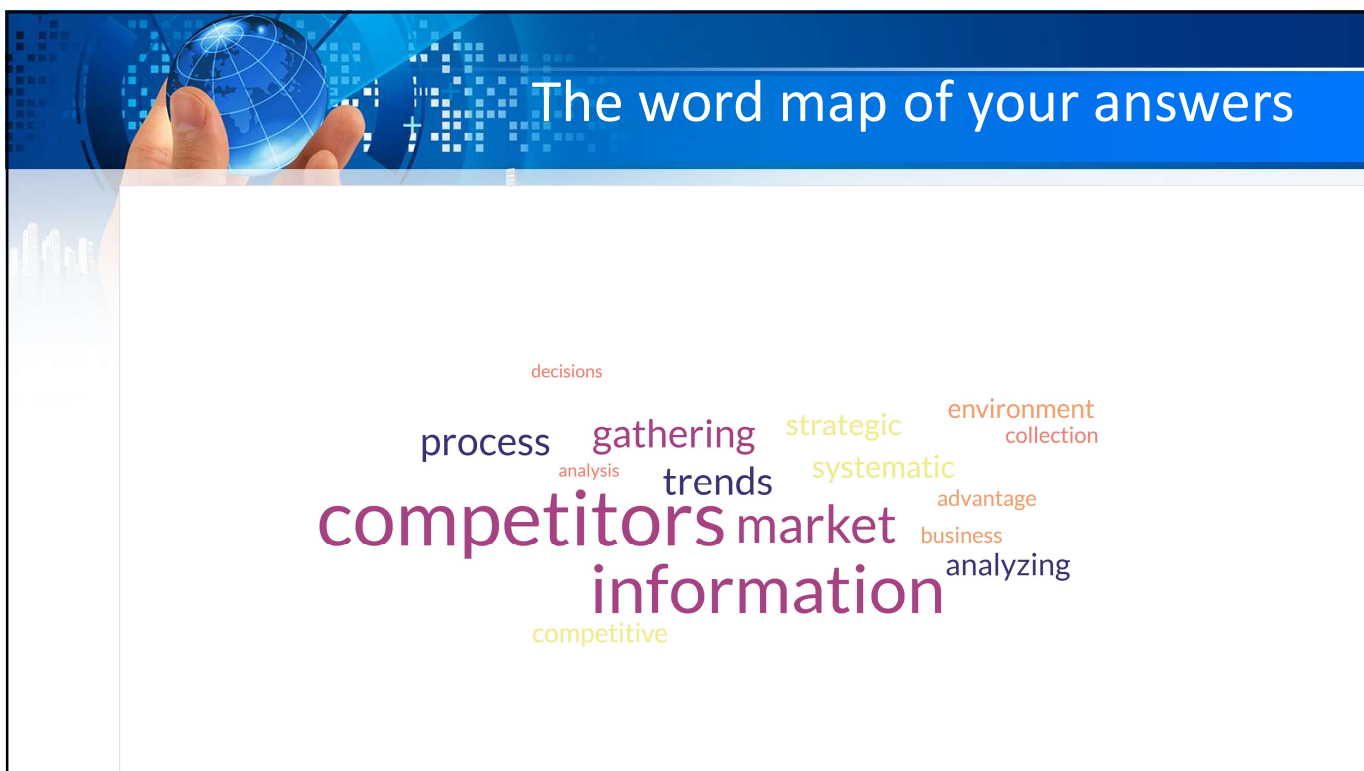 The word map of your answers
decisions
environment
strategic
collection
gathering
process
systematic
analysis
trends
advantage
competitors market
business
analyzing
information
competitive